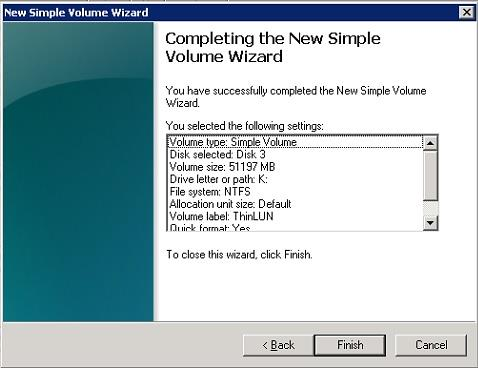 New Simple Volume Wizard
Completing the New Simple
Volume Wizard
You have successfully completed the New Simple Volume
Wizard.
You selected the following settings:
Volume type: Simple Volume
Disk selected: Disk 3
Volume size: 51197 MB
Drive letter or path: K:
File system: NTFS
Allocation unit size: Default
Volume label: ThinLUN
Quick format: Yes
To close this wizard, click Finish.
< Back
Finish
Cancel